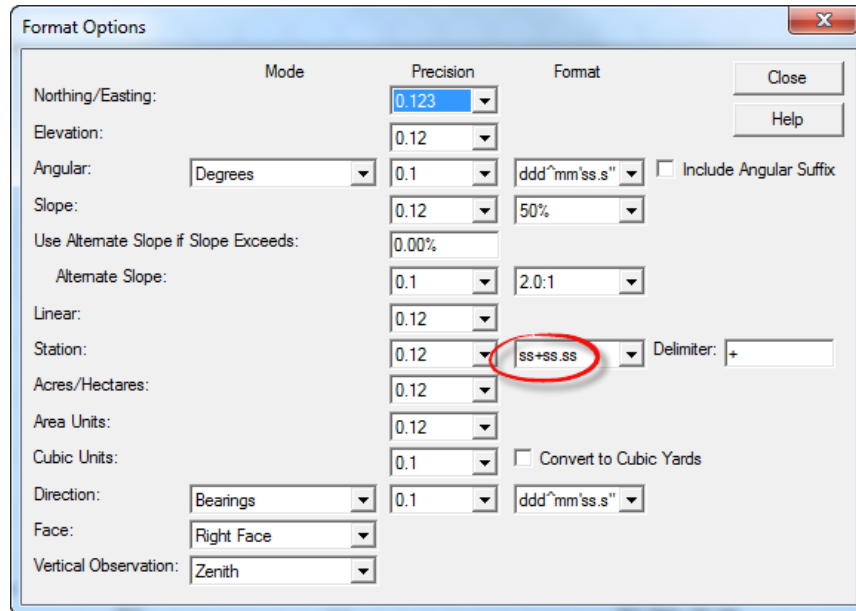 Format Options
Mode Precision Format Close
Northing/Easting: 0.123
Help
Elevation: 0.12
Angular: Degrees 0.1 ddd^mm'ss.s" Include Angular Suffix
Slope: 0.12 50%
Use Alternate Slope if Slope Exceeds: 0.00%
Alternate Slope: 0.1 2.0:1
Linear: 0.12
Station: 0.12 ss+ss.ss Delimiter: +
Acres/Hectares: 0.12
Area Units: 0.12
Cubic Units: 0.1 Convert to Cubic Yards
Direction: Bearings 0.1 ddd^mm'ss.s"
Face: Right Face
Vertical Observation: Zenith